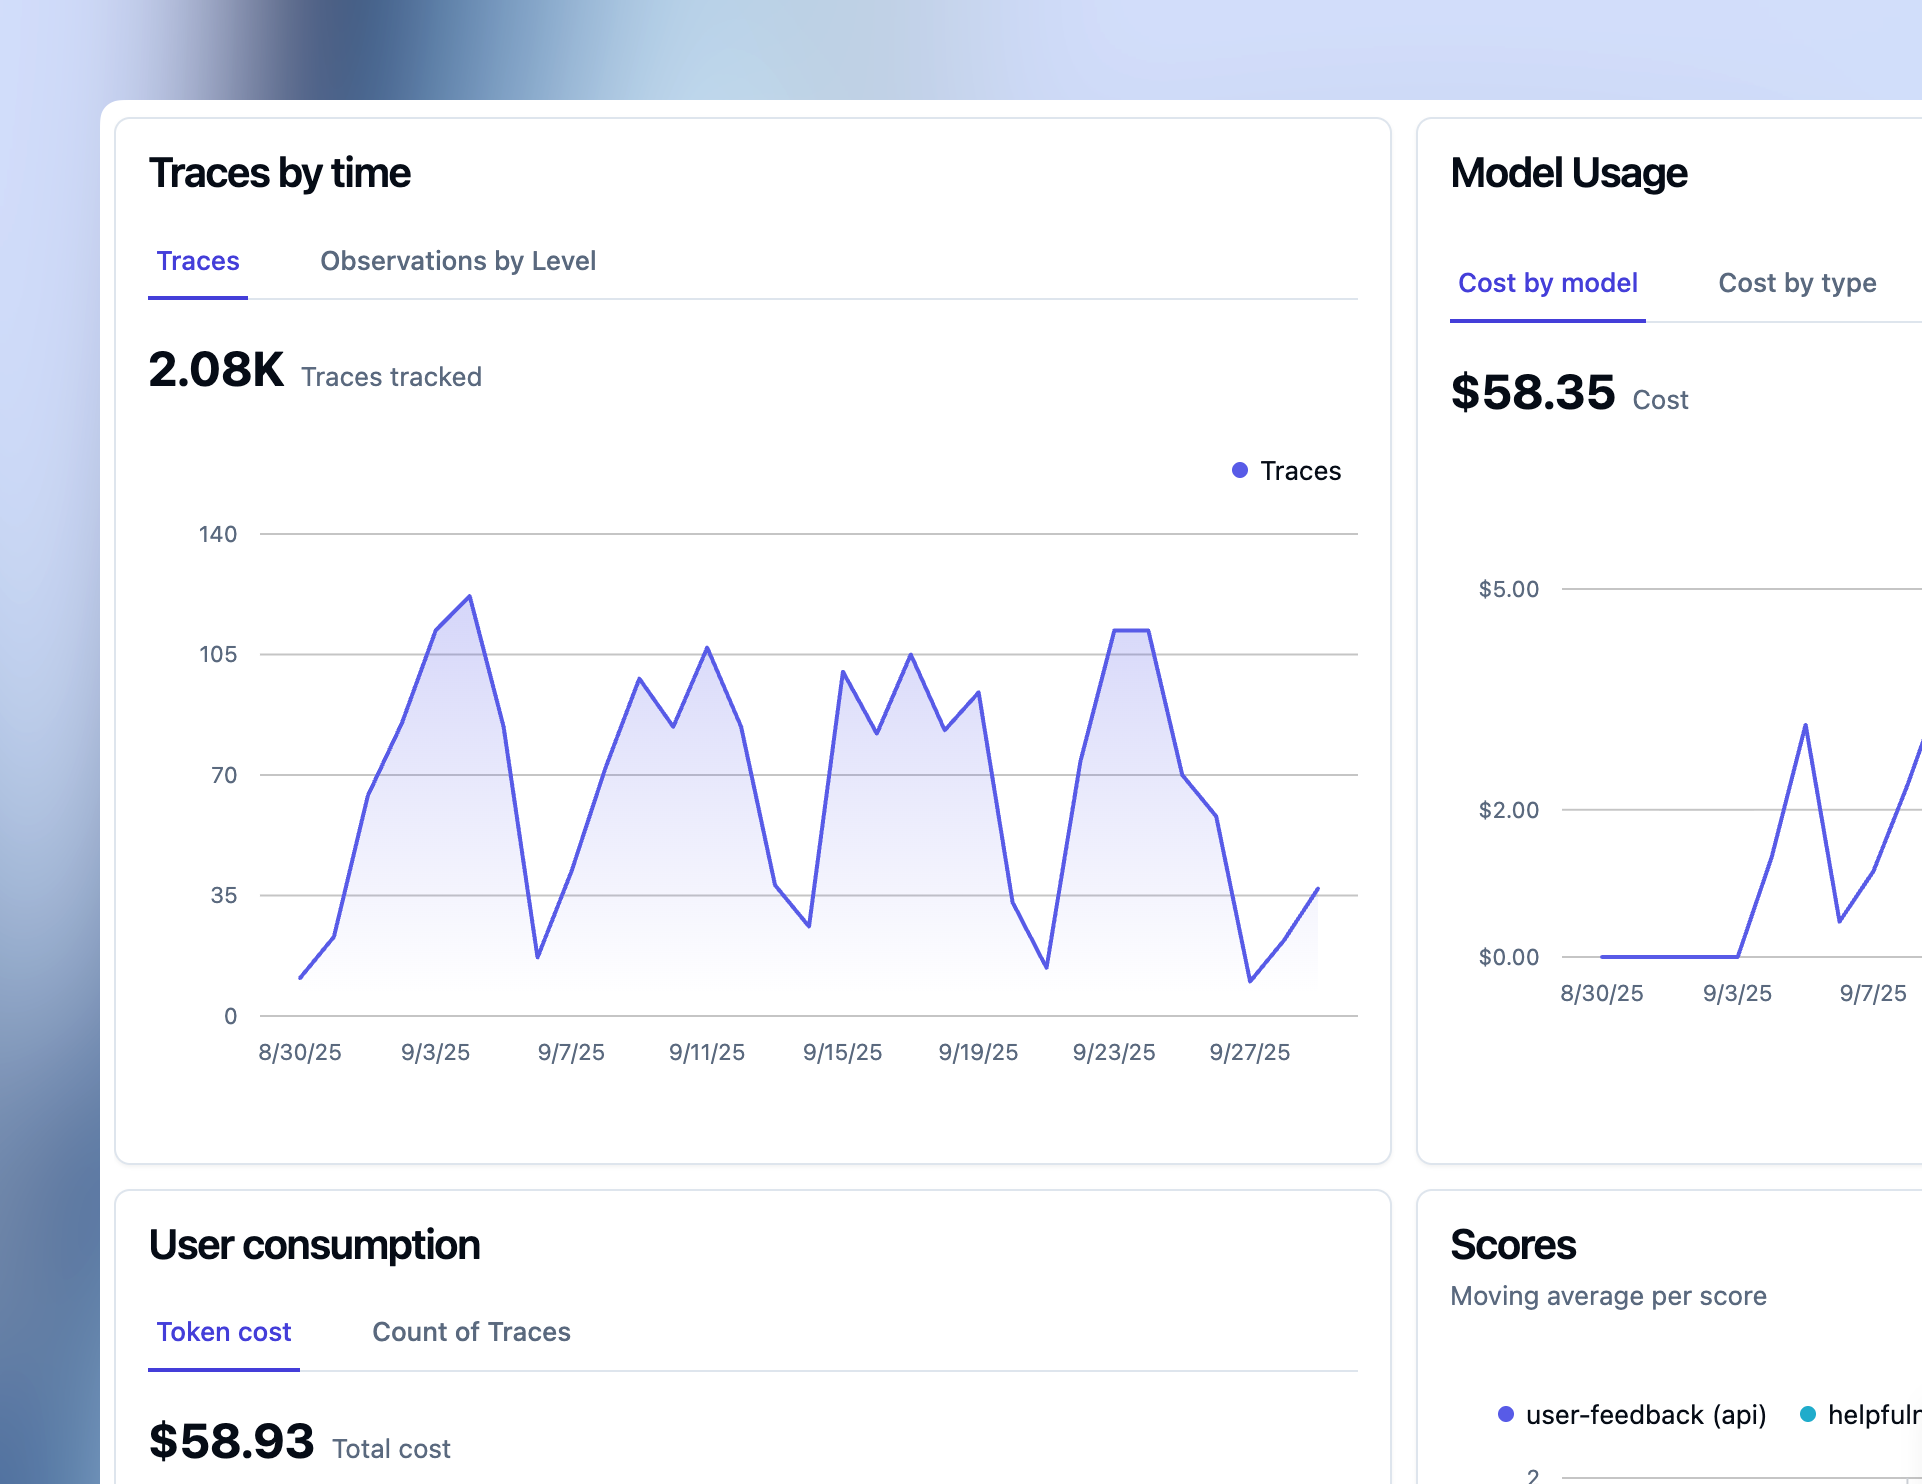 Traces by time
Traces
Observations by Level
2.08K Traces tracked
Traces
140
105
70
35
0
8/30/25 9/3/25 9/7/25 9/11/25 9/15/25 9/19/25 9/23/25 9/27/25
Model Usage
Cost by model
Cost by type
$58.35 Cost
$5.00
$2.00
$0.00
8/30/25 9/3/25 9/7/25
User consumption
Token cost
Count of Traces
$58.93 Total cost
Scores
Moving average per score
user-feedback (api)
2